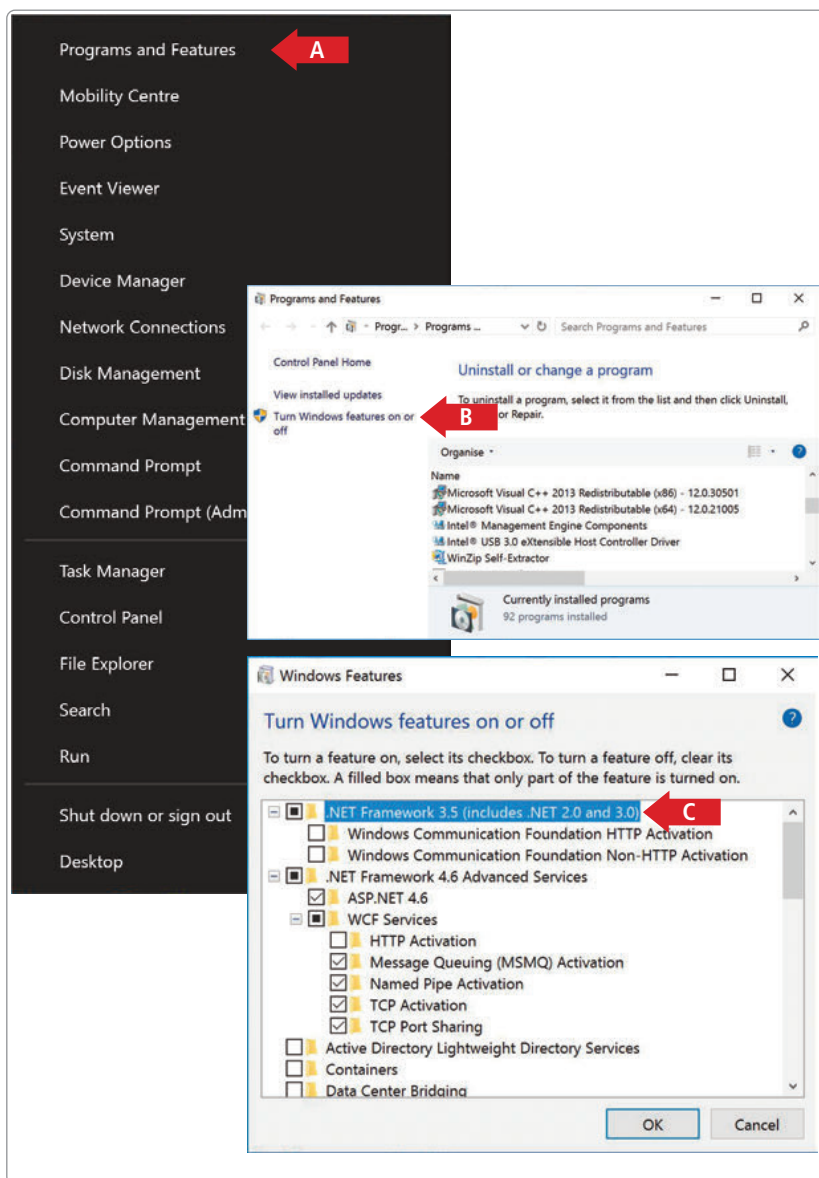 Programs and Features
A
Mobility Centre
Power Options
Event Viewer
System
Device Manager
Network Connections
Disk Management
Computer Management
Command Prompt
Command Prompt (Adm
Task Manager
Control Panel
File Explorer
Search
Run
Shut down or sign out
Desktop
Programs and Features
Progr... > Programs ...
Search Programs and Features
Control Panel Home
View installed updates
Turn Windows features on or
off
B
Uninstall or change a program
To uninstall a program, select it from the list and then click Uninstall,
or Repair.
Organise
Name
Microsoft Visual C++ 2013 Redistributable (x86) - 12.0.30501
Microsoft Visual C++ 2013 Redistributable (x64) - 12.0.21005
Intel® Management Engine Components
Intel® USB 3.0 eXtensible Host Controller Driver
WinZip Self-Extractor
Currently installed programs
92 programs installed
Windows Features
Turn Windows features on or off
To turn a feature on, select its checkbox. To turn a feature off, clear its
checkbox. A filled box means that only part of the feature is turned on.
.NET Framework 3.5 (includes .NET 2.0 and 3.0)
C
Windows Communication Foundation HTTP Activation
Windows Communication Foundation Non-HTTP Activation
.NET Framework 4.6 Advanced Services
ASP.NET 4.6
WCF Services
HTTP Activation
Message Queuing (MSMQ) Activation
Named Pipe Activation
TCP Activation
TCP Port Sharing
Active Directory Lightweight Directory Services
Containers
Data Center Bridging
OK
Cancel